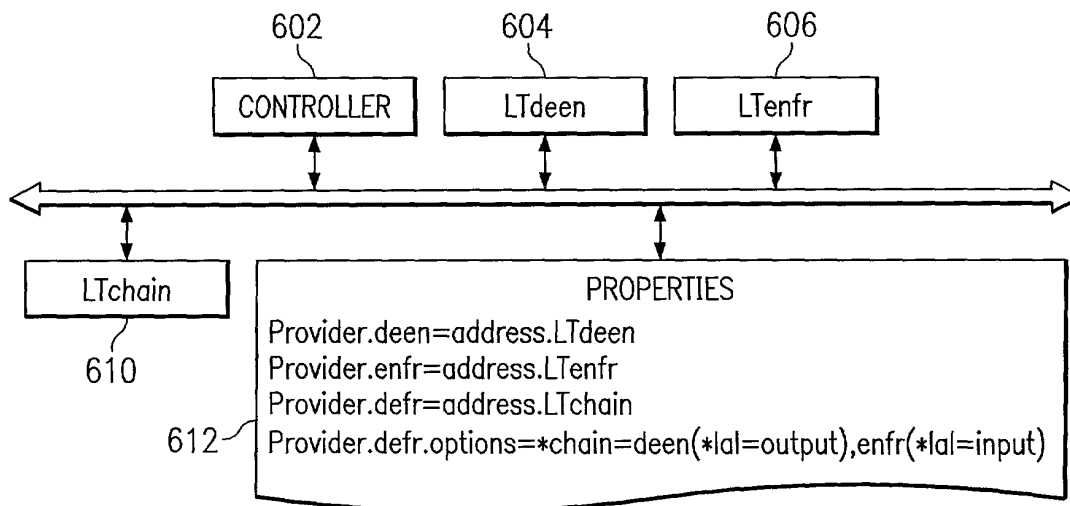 602
604
606
CONTROLLER
LTdeen
LTenfr
LTchain
610
PROPERTIES
Provider.deen=address.LTdeen
Provider.enfr=address.LTenfr
Provider.defr=address.LTchain
612
Provider.defr.options=*chain=deen(*lal=output),enfr(*lal=input)